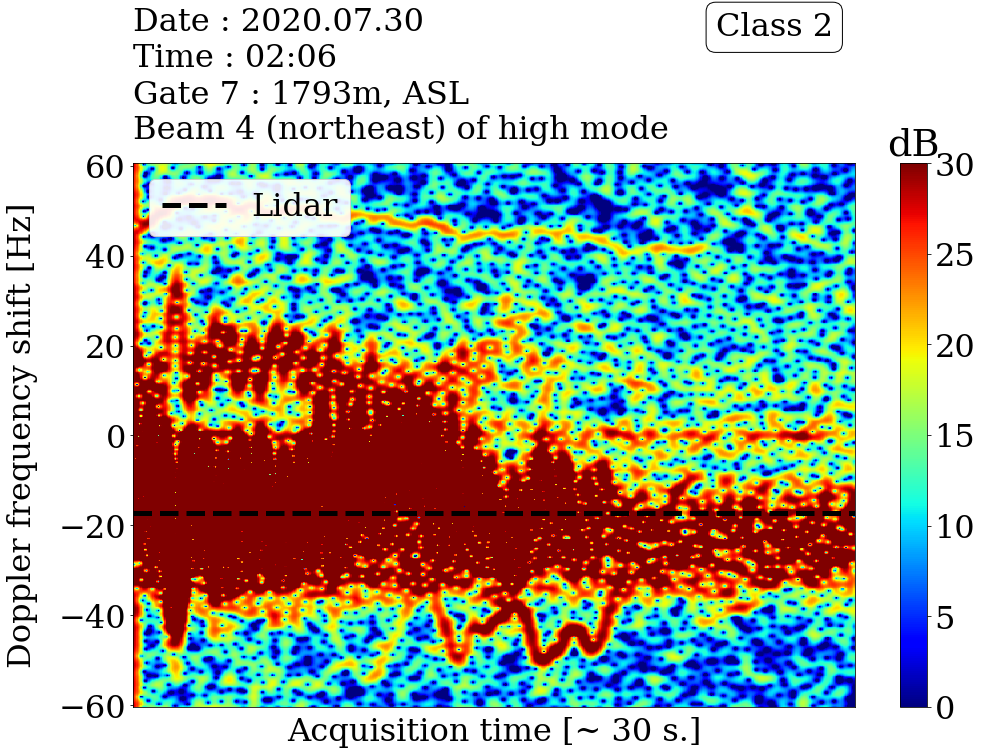 Date : 2020.07.30
Time : 02:06
Gate 7 : 1793m, ASL
Beam 4 (northeast) of high mode
Class 2
dB
Lidar
Doppler frequency shift [Hz]
60
40
20
0
−20
−40
−60
30
25
20
15
10
5
0
Acquisition time [~ 30 s.]